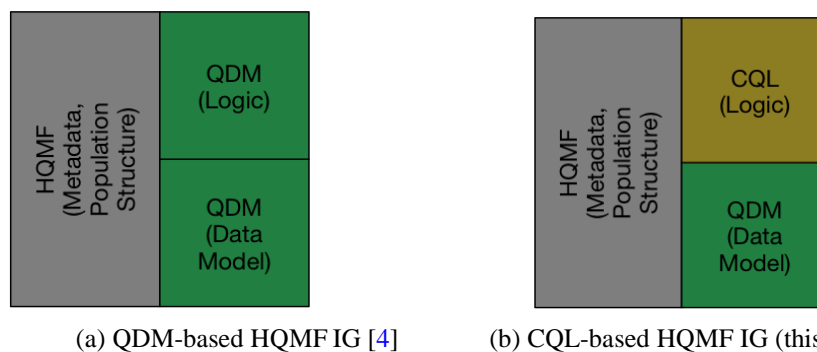 HQMF
(Metadata,
Population
Structure)
QDM
(Logic)
QDM
(Data
Model)
(a) QDM-based HQMF IG [4]
HQMF
(Metadata,
Population
Structure)
CQL
(Logic)
QDM
(Data
Model)
(b) CQL-based HQMF IG (this